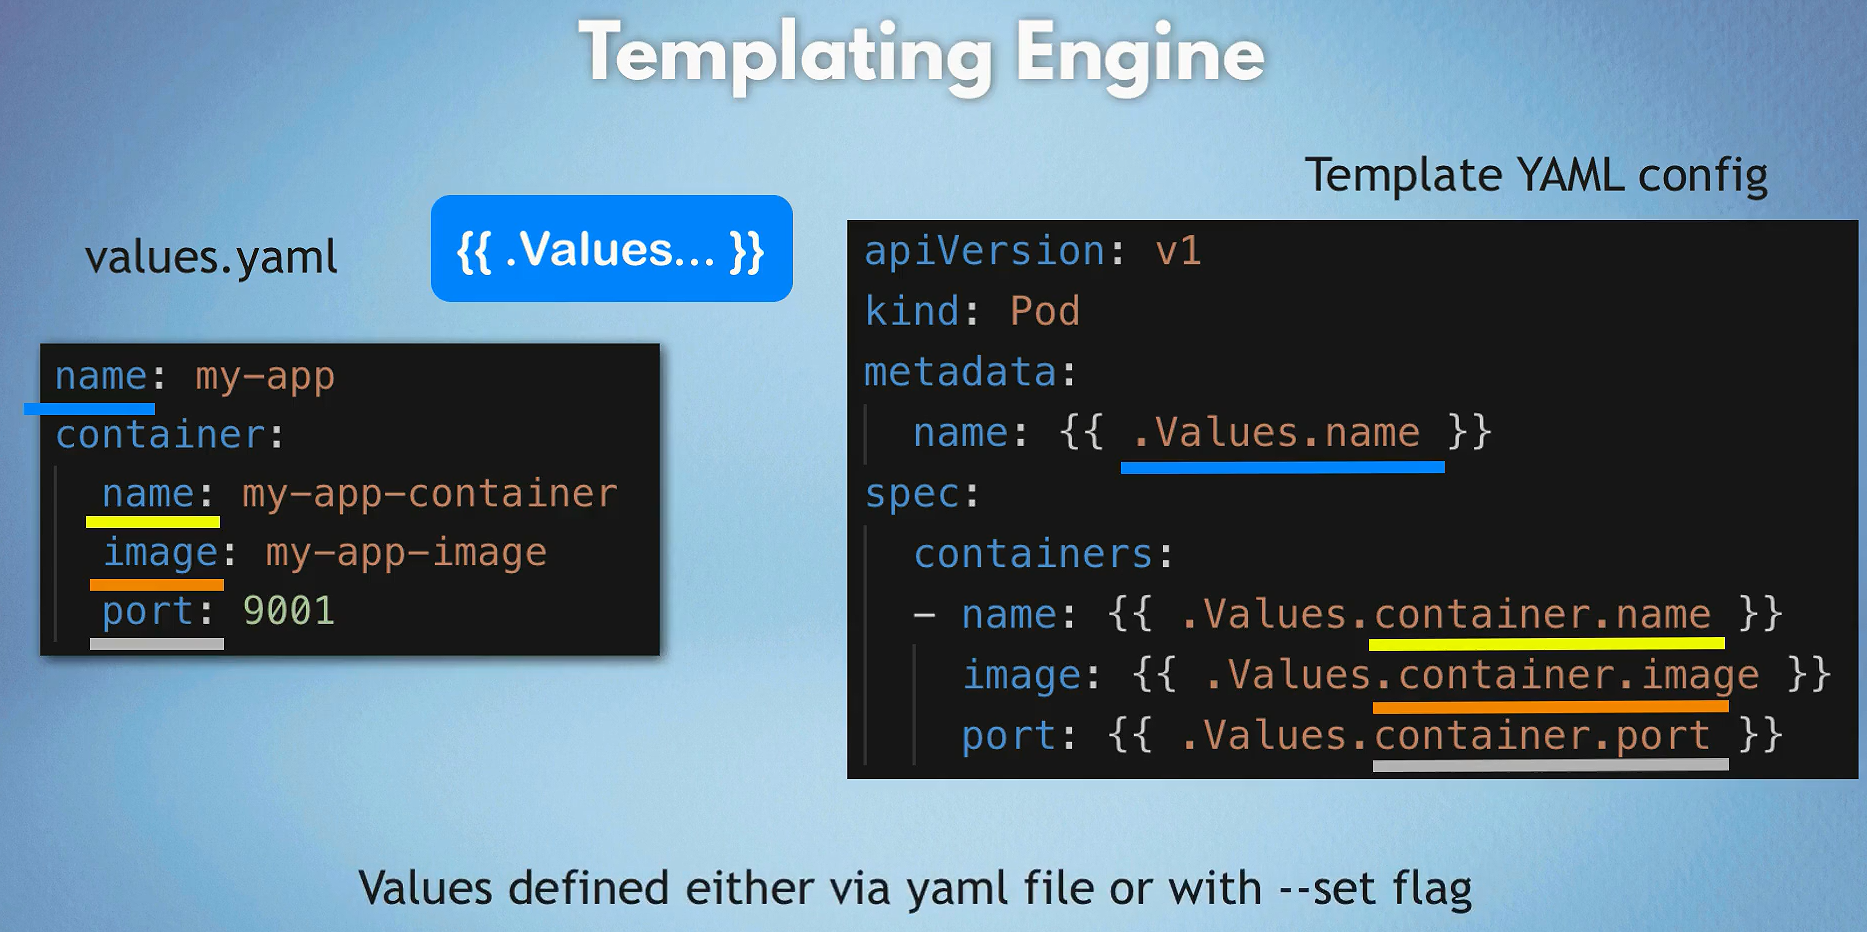 Templating Engine
values.yaml
{{ .Values... }}
Template YAML config
name: my-app
container:
name: my-app-container
image: my-app-image
port: 9001
apiVersion: v1
kind: Pod
metadata:
name: {{ .Values.name }}
spec:
containers:
- name: {{ .Values.container.name }}
image: {{ .Values.container.image }}
port: {{ .Values.container.port }}
Values defined either via yaml file or with --set flag